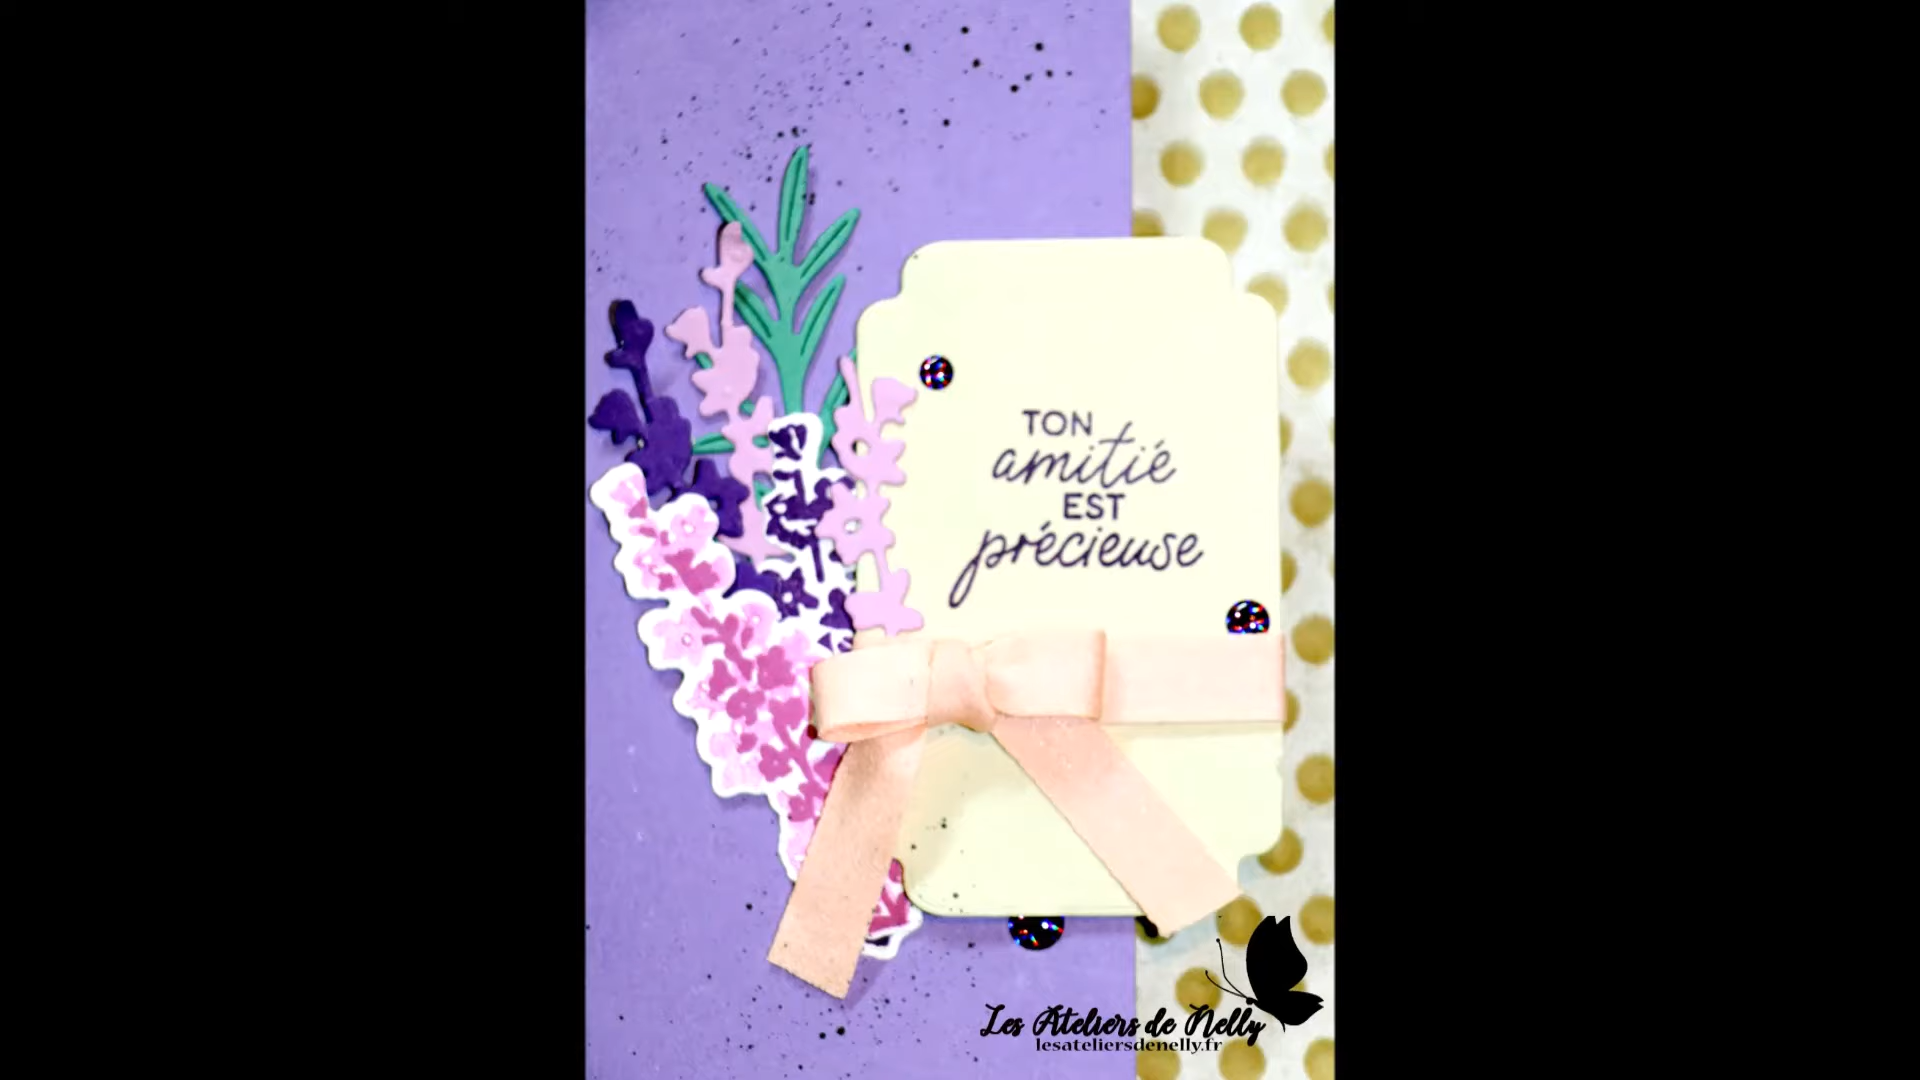 TON
amitié
EST
précieuse
Les Ateliers de Nelly
lesateliersdenelly.fr